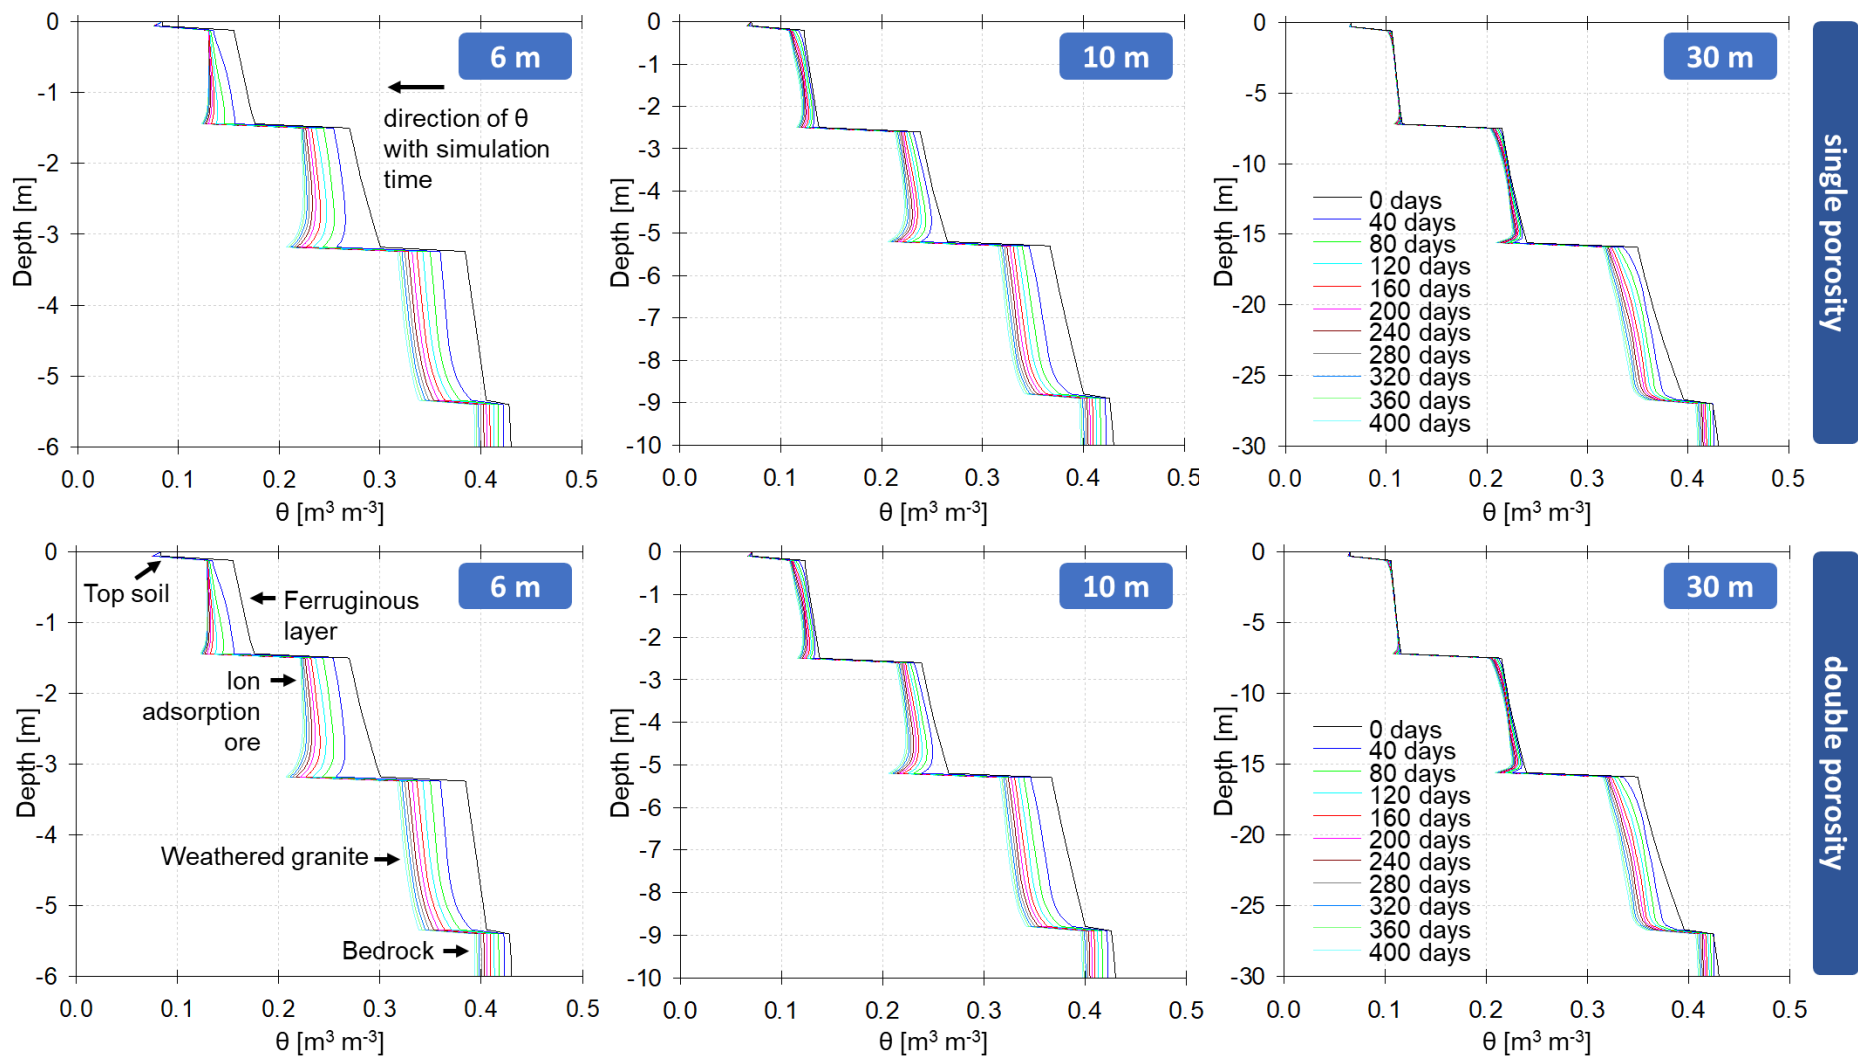 6 m
direction of θ
with simulation
time
0
-1
-2
-3
-4
-5
-6
Depth [m]
0.0 0.1 0.2 0.3 0.4 0.5
θ [m³ m⁻³]
10 m
0
-1
-2
-3
-4
-5
-6
-7
-8
-9
-10
Depth [m]
0.0 0.1 0.2 0.3 0.4 0.5
θ [m³ m⁻³]
30 m
0
-5
-10
-15
-20
-25
-30
Depth [m]
0 days
40 days
80 days
120 days
160 days
200 days
240 days
280 days
320 days
360 days
400 days
0.0 0.1 0.2 0.3 0.4 0.5
θ [m³ m⁻³]
single porosity
6 m
Top soil
Ferruginous
layer
Ion
adsorption
ore
Weathered granite
Bedrock
0
-1
-2
-3
-4
-5
-6
Depth [m]
0.0 0.1 0.2 0.3 0.4 0.5
θ [m³ m⁻³]
10 m
0
-1
-2
-3
-4
-5
-6
-7
-8
-9
-10
Depth [m]
0.0 0.1 0.2 0.3 0.4 0.5
θ [m³ m⁻³]
30 m
0
-5
-10
-15
-20
-25
-30
Depth [m]
0 days
40 days
80 days
120 days
160 days
200 days
240 days
280 days
320 days
360 days
400 days
0.0 0.1 0.2 0.3 0.4 0.5
θ [m³ m⁻³]
double porosity